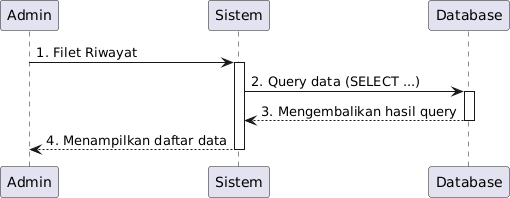 Admin Sistem Database
1. Filet Riwayat
2. Query data (SELECT ...)
3. Mengembalikan hasil query
4. Menampilkan daftar data
Admin Sistem Database